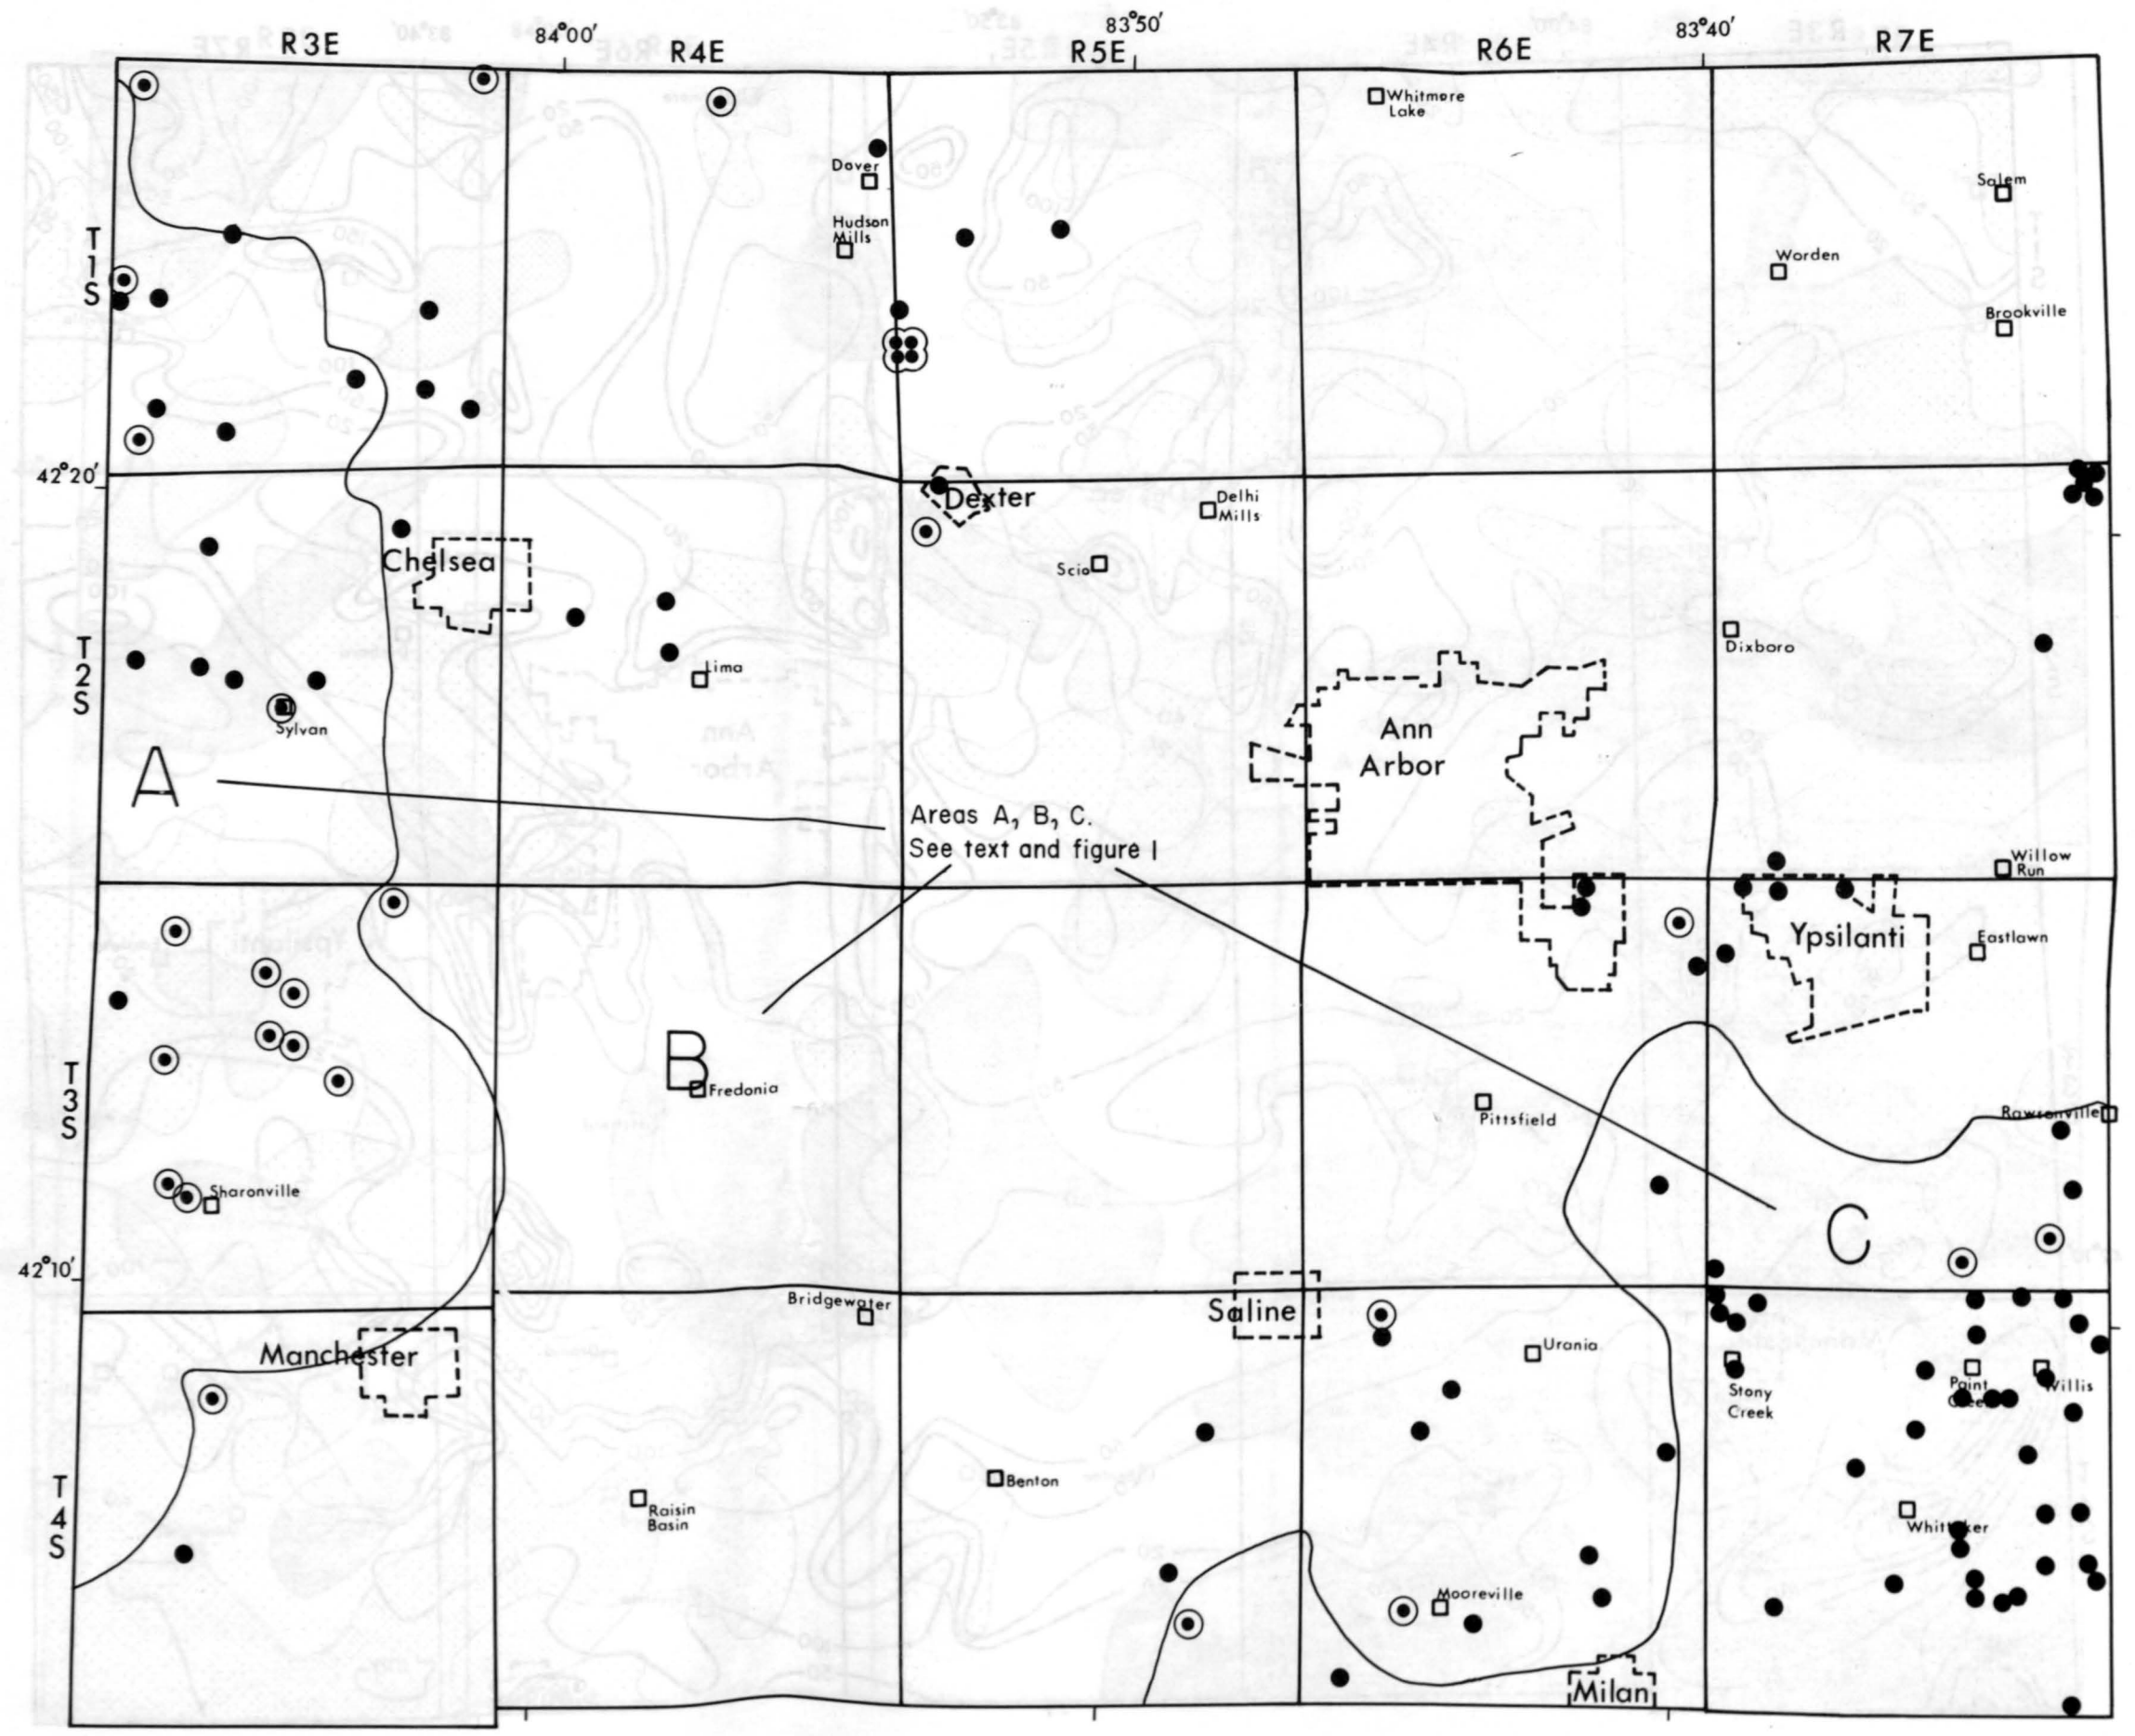 84°00'
83°50'
83°40'
R3E
R4E
R5E
R6E
R7E
Whitmore
Lake
Dover
Salem
Hudson
Mills
T
1
S
Worden
Brookville
42°20'
Dexter
Delhi
Mills
Chelsea
Scio
T
2
S
Dixboro
Lima
Sylvan
Ann
Arbor
A
Areas A, B, C.
See text and figure 1
Willow
Run
Ypsilanti
Eastlawn
B
Fredonia
T
3
S
Pittsfield
Rawsonville
Sharonville
C
42°10'
Bridgewater
Saline
Urania
Manchester
Stony
Creek
Paint
Willis
T
4
S
Benton
Raisin
Basin
Whittaker
Mooreville
Milan